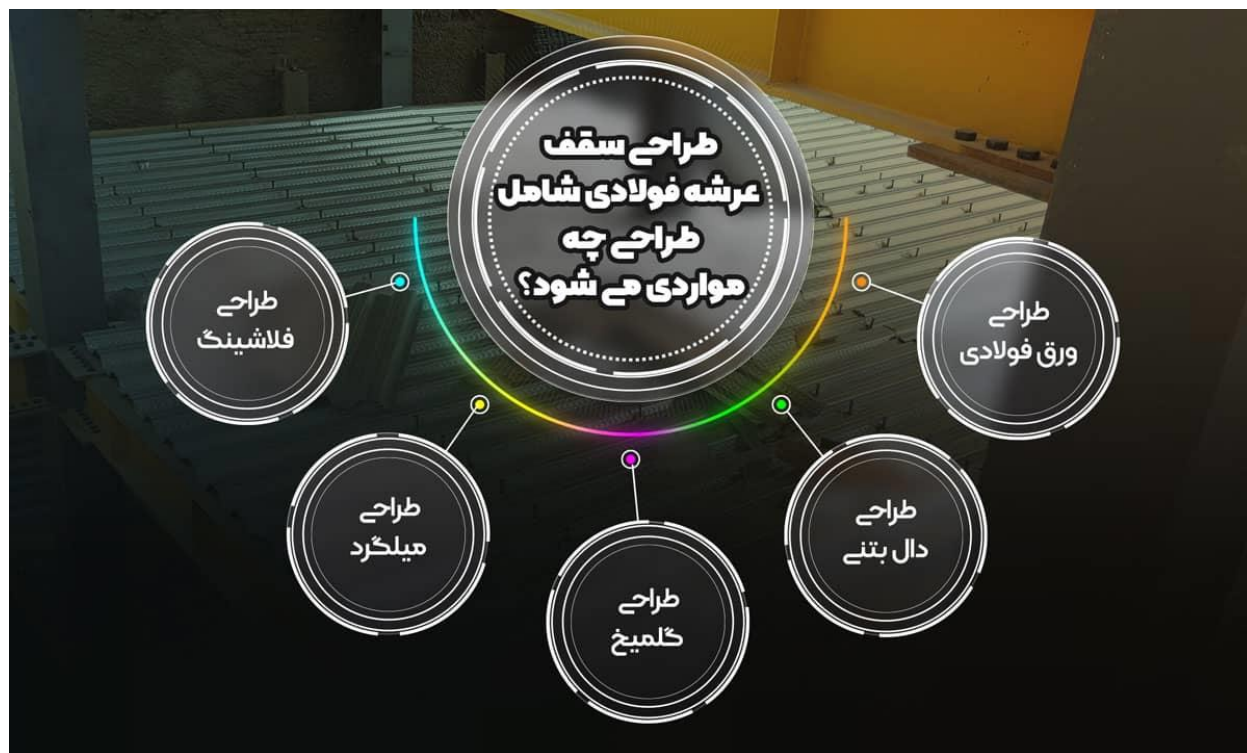 طراحی سقف
عرشه فولادی شامل
طراحی چه
مواردی می شود؟
طراحی
ورق فولادی
طراحی
دال بتنی
طراحی
گلمیخ
طراحی
میلگرد
طراحی
فلاشینگ